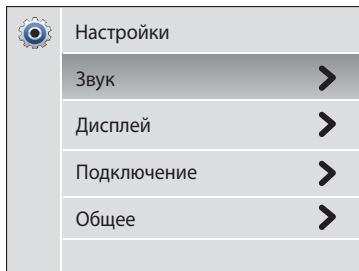 Настройки
Звук
Дисплей
Подключение
Общее